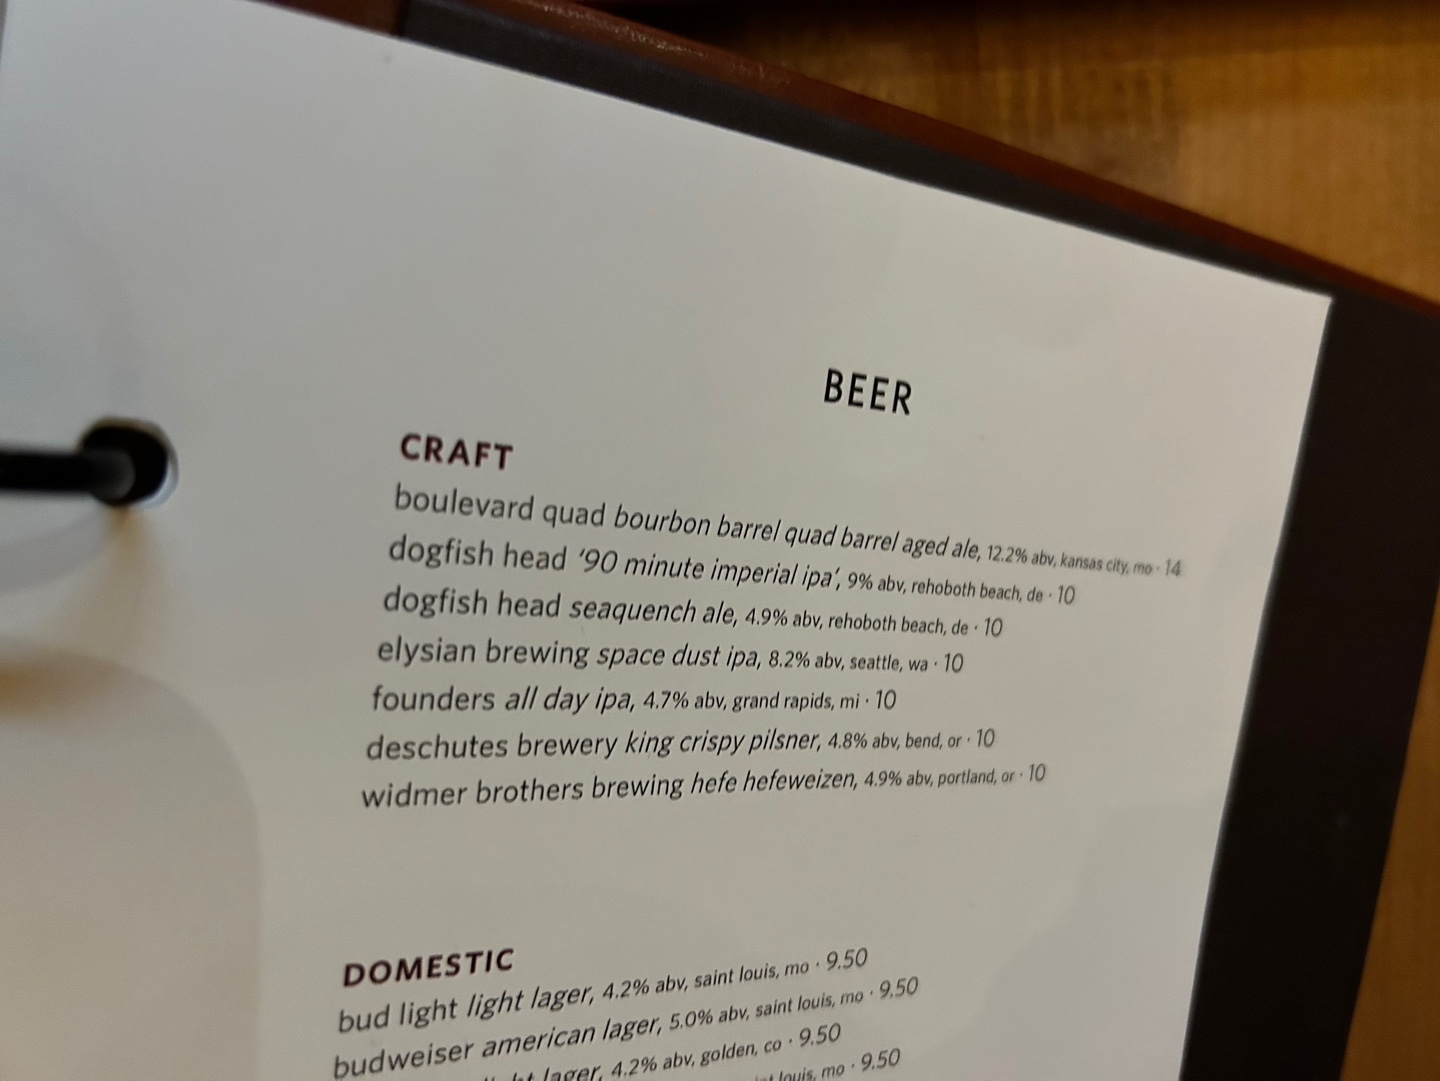 BEER
CRAFT
boulevard quad bourbon barrel quad barrel aged ale, 12.2% abv, kansas city, mo · 14
dogfish head ‘90 minute imperial ipa’, 9% abv, rehoboth beach, de · 10
dogfish head seaquench ale, 4.9% abv, rehoboth beach, de · 10
elysian brewing space dust ipa, 8.2% abv, seattle, wa · 10
founders all day ipa, 4.7% abv, grand rapids, mi · 10
deschutes brewery king crispy pilsner, 4.8% abv, bend, or · 10
widmer brothers brewing hefe hefeweizen, 4.9% abv, portland, or · 10
DOMESTIC
bud light light lager, 4.2% abv, saint louis, mo · 9.50
budweiser american lager, 5.0% abv, saint louis, mo · 9.50
lager, 4.2% abv, golden, co · 9.50
louis, mo · 9.50